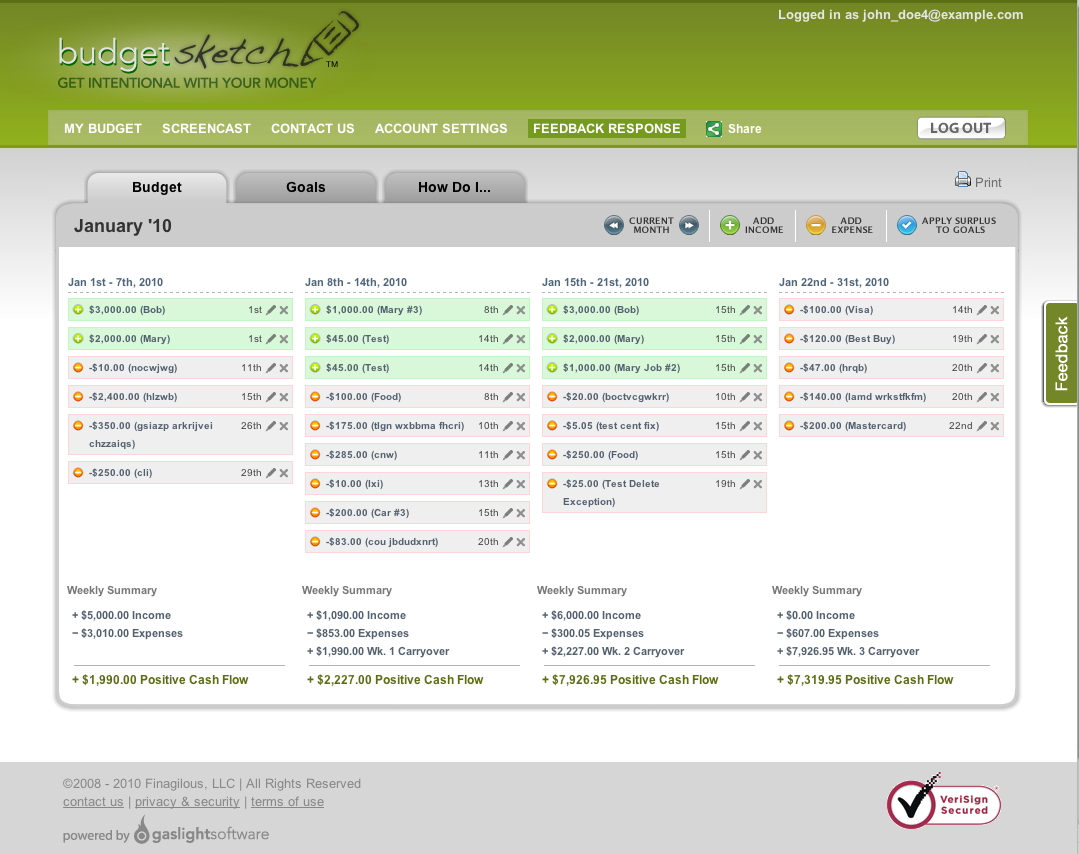 Logged in as john_doe4@example.com
budget sketch TM
GET INTENTIONAL WITH YOUR MONEY
MY BUDGET SCREENCAST CONTACT US ACCOUNT SETTINGS FEEDBACK RESPONSE Share LOG OUT
Budget Goals How Do I... Print
January '10
CURRENT MONTH
ADD INCOME
ADD EXPENSE
APPLY SURPLUS TO GOALS
Feedback
Jan 1st - 7th, 2010
$3,000.00 (Bob) 1st
$2,000.00 (Mary) 1st
-$10.00 (nocwjwg) 11th
-$2,400.00 (hlzwb) 15th
-$350.00 (gsiazp arkrijvei 26th
chzzaiqs)
-$250.00 (cli) 29th
Jan 8th - 14th, 2010
$1,000.00 (Mary #3) 8th
$45.00 (Test) 14th
$45.00 (Test) 14th
-$100.00 (Food) 8th
-$175.00 (tlgn wxbbma fhcri) 10th
-$285.00 (cnw) 11th
-$10.00 (lxi) 13th
-$200.00 (Car #3) 15th
-$83.00 (cou jbdudxnrt) 20th
Jan 15th - 21st, 2010
$3,000.00 (Bob) 15th
$2,000.00 (Mary) 15th
$1,000.00 (Mary Job #2) 15th
-$20.00 (boctvcgwkrr) 10th
-$5.05 (test cent fix) 15th
-$250.00 (Food) 15th
-$25.00 (Test Delete 19th
Exception)
Jan 22nd - 31st, 2010
-$100.00 (Visa) 14th
-$120.00 (Best Buy) 19th
-$47.00 (hrqb) 20th
-$140.00 (lamd wrkstfkfm) 20th
-$200.00 (Mastercard) 22nd
Weekly Summary
+ $5,000.00 Income
− $3,010.00 Expenses
+ $1,990.00 Positive Cash Flow
Weekly Summary
+ $1,090.00 Income
− $853.00 Expenses
+ $1,990.00 Wk. 1 Carryover
+ $2,227.00 Positive Cash Flow
Weekly Summary
+ $6,000.00 Income
− $300.05 Expenses
+ $2,227.00 Wk. 2 Carryover
+ $7,926.95 Positive Cash Flow
Weekly Summary
+ $0.00 Income
− $607.00 Expenses
+ $7,926.95 Wk. 3 Carryover
+ $7,319.95 Positive Cash Flow
©2008 - 2010 Finagilous, LLC | All Rights Reserved
contact us | privacy & security | terms of use
powered by gaslightsoftware
VeriSign
Secured